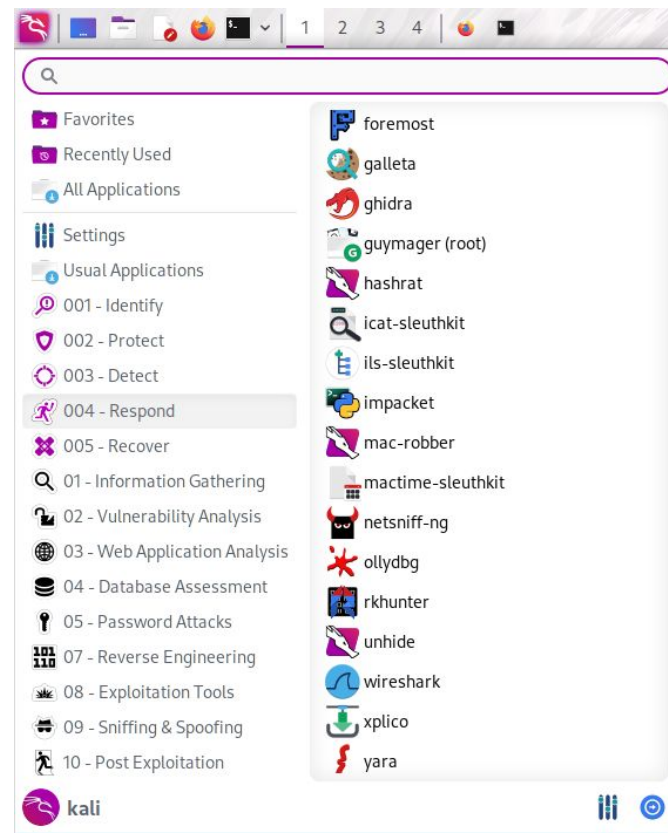 1 2 3 4
Favorites
Recently Used
All Applications
Settings
Usual Applications
001 - Identify
002 - Protect
003 - Detect
004 - Respond
005 - Recover
01 - Information Gathering
02 - Vulnerability Analysis
03 - Web Application Analysis
04 - Database Assessment
05 - Password Attacks
101
110
07 - Reverse Engineering
08 - Exploitation Tools
09 - Sniffing & Spoofing
10 - Post Exploitation
foremost
galleta
ghidra
G
guymager (root)
hashrat
icat-sleuthkit
ils-sleuthkit
impacket
mac-robber
mactime-sleuthkit
netsniff-ng
ollydbg
rkhunter
unhide
wireshark
xplico
yara
kali